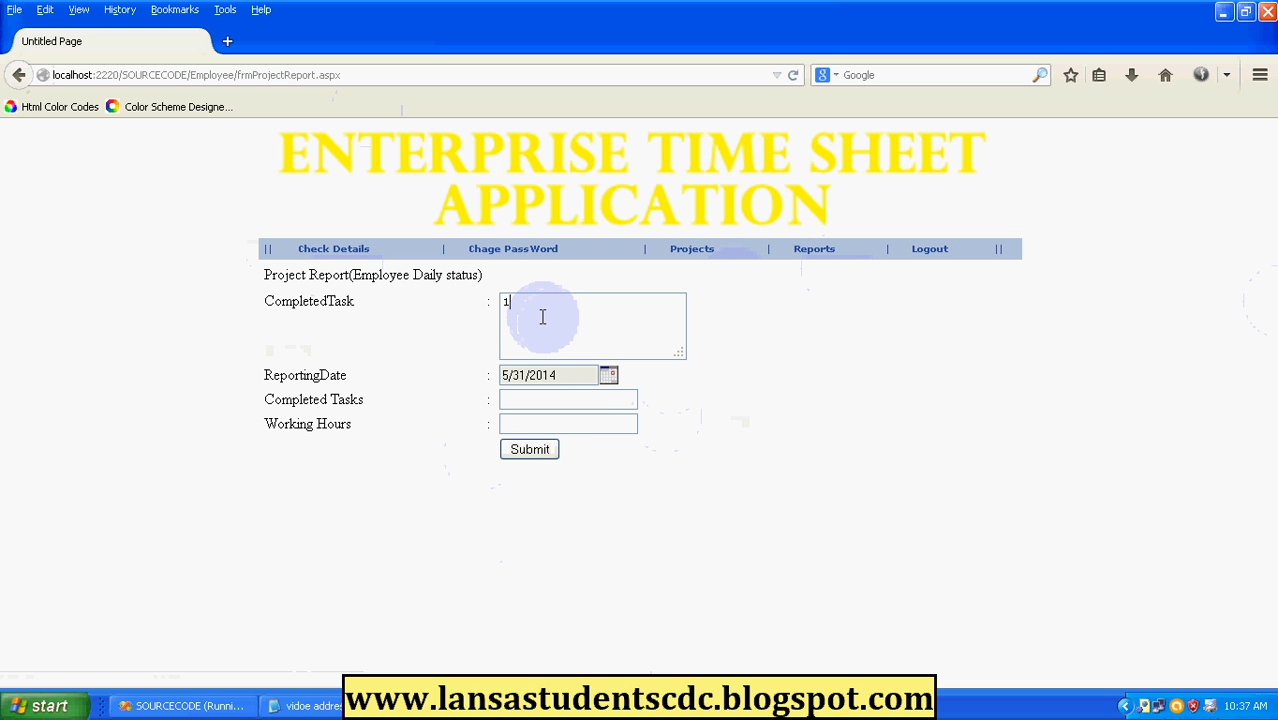 File Edit View History Bookmarks Tools Help
Untitled Page
localhost:2220/SOURCECODE/Employee/frmProjectReport.aspx
Google
Html Color Codes Color Scheme Designe...
ENTERPRISE TIME SHEET
APPLICATION
|| Check Details | Chage PassWord | Projects | Reports | Logout ||
Project Report(Employee Daily status)
CompletedTask : 1
ReportingDate : 5/31/2014
Completed Tasks :
Working Hours :
Submit
start SOURCECODE (Runni... vidoe addre 10:37 AM
www.lansastudentscdc.blogspot.com